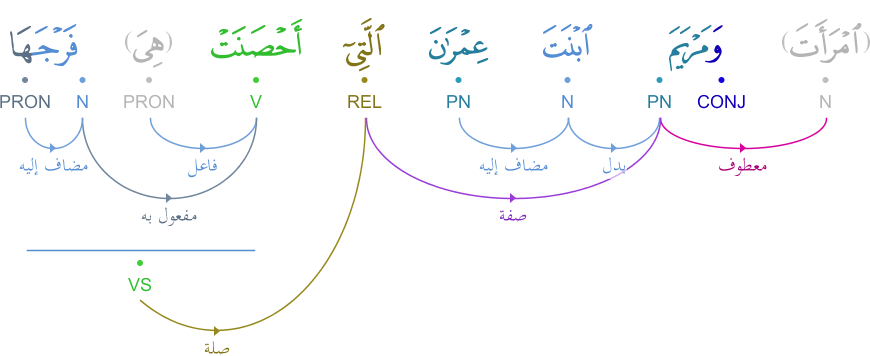 (ٱمْرَأَتَ) وَمَرْيَمَ ٱبْنَتَ عِمْرَٰنَ ٱلَّتِىٓ أَحْصَنَتْ (هِىَ) فَرْجَهَا
N CONJ PN N PN REL V PRON N PRON
معطوف بدل مضاف إليه فاعل مضاف إليه
صفة مفعول به
VS
صلة